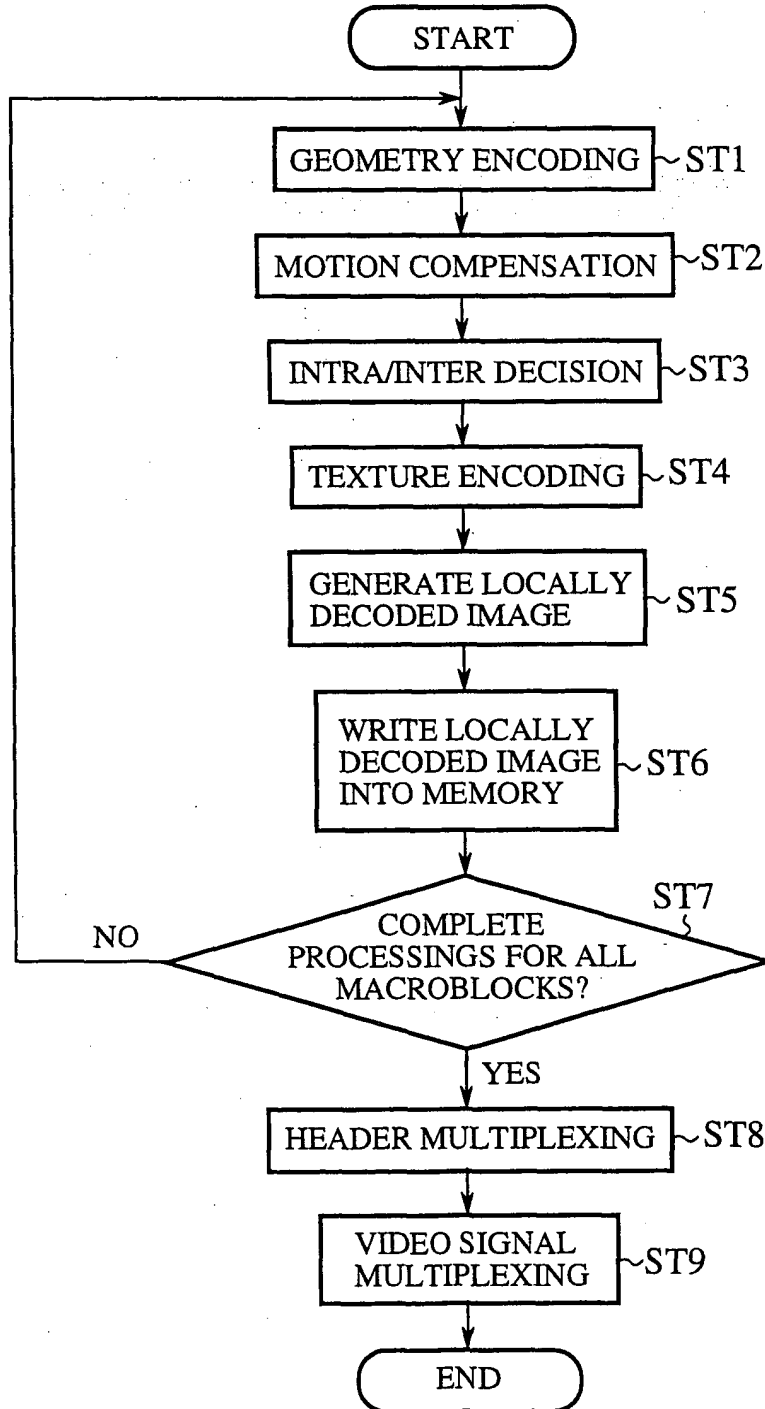 START
GEOMETRY ENCODING
ST1
MOTION COMPENSATION
ST2
INTRA/INTER DECISION
ST3
TEXTURE ENCODING
ST4
GENERATE LOCALLY
DECODED IMAGE
ST5
WRITE LOCALLY
DECODED IMAGE
INTO MEMORY
ST6
ST7
NO
COMPLETE
PROCESSINGS FOR ALL
MACROBLOCKS?
YES
HEADER MULTIPLEXING
ST8
VIDEO SIGNAL
MULTIPLEXING
ST9
END